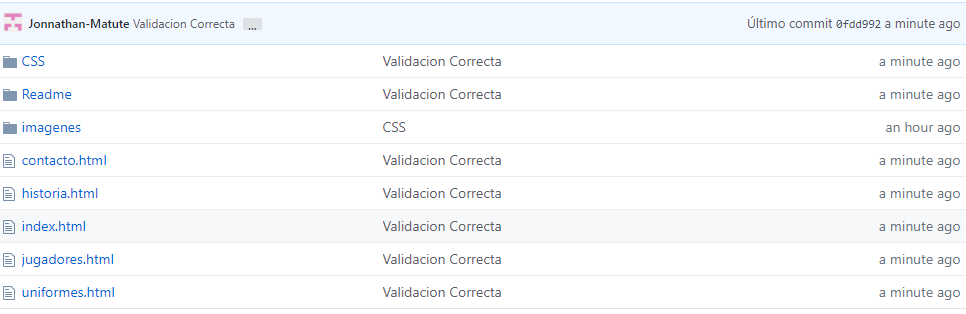 Jonnathan-Matute Validacion Correcta ... Último commit 0fdd992 a minute ago
CSS Validacion Correcta a minute ago
Readme Validacion Correcta a minute ago
imagenes CSS an hour ago
contacto.html Validacion Correcta a minute ago
historia.html Validacion Correcta a minute ago
index.html Validacion Correcta a minute ago
jugadores.html Validacion Correcta a minute ago
uniformes.html Validacion Correcta a minute ago